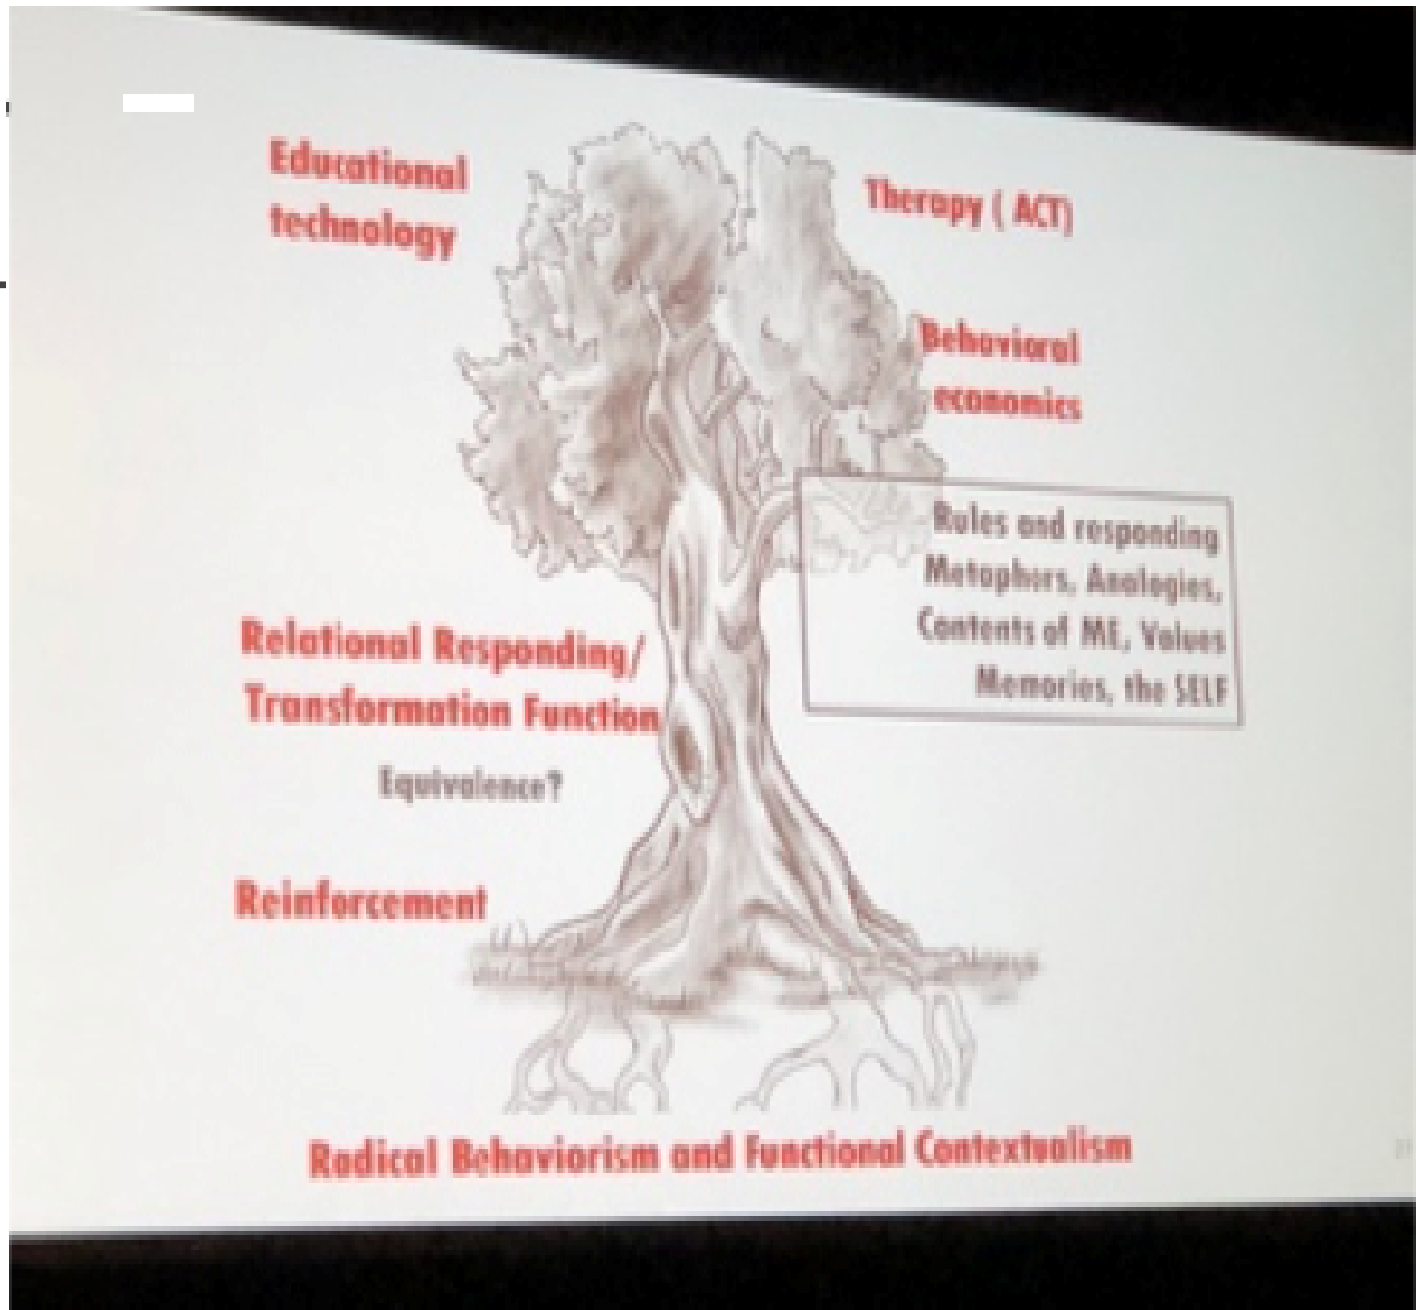 Educational
technology
Therapy ( ACT)
Behavioral
economics
Rules and responding
Metaphors, Analogies,
Contents of ME, Values
Memories, the SELF
Relational Responding/
Transformation Function
Equivalence?
Reinforcement
Radical Behaviorism and Functional Contextualism